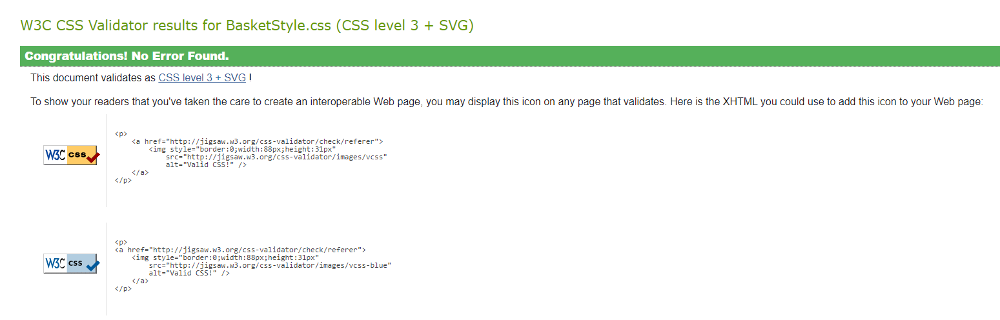 W3C CSS Validator results for BasketStyle.css (CSS level 3 + SVG)
Congratulations! No Error Found.
This document validates as CSS level 3 + SVG !
To show your readers that you've taken the care to create an interoperable Web page, you may display this icon on any page that validates. Here is the XHTML you could use to add this icon to your Web page:
W3C css
<p>
    <a href="http://jigsaw.w3.org/css-validator/check/referer">
        <img style="border:0;width:88px;height:31px"
            src="http://jigsaw.w3.org/css-validator/images/vcss"
            alt="Valid CSS!" />
    </a>
</p>
W3C css
<p>
<a href="http://jigsaw.w3.org/css-validator/check/referer">
    <img style="border:0;width:88px;height:31px"
        src="http://jigsaw.w3.org/css-validator/images/vcss-blue"
        alt="Valid CSS!" />
    </a>
</p>